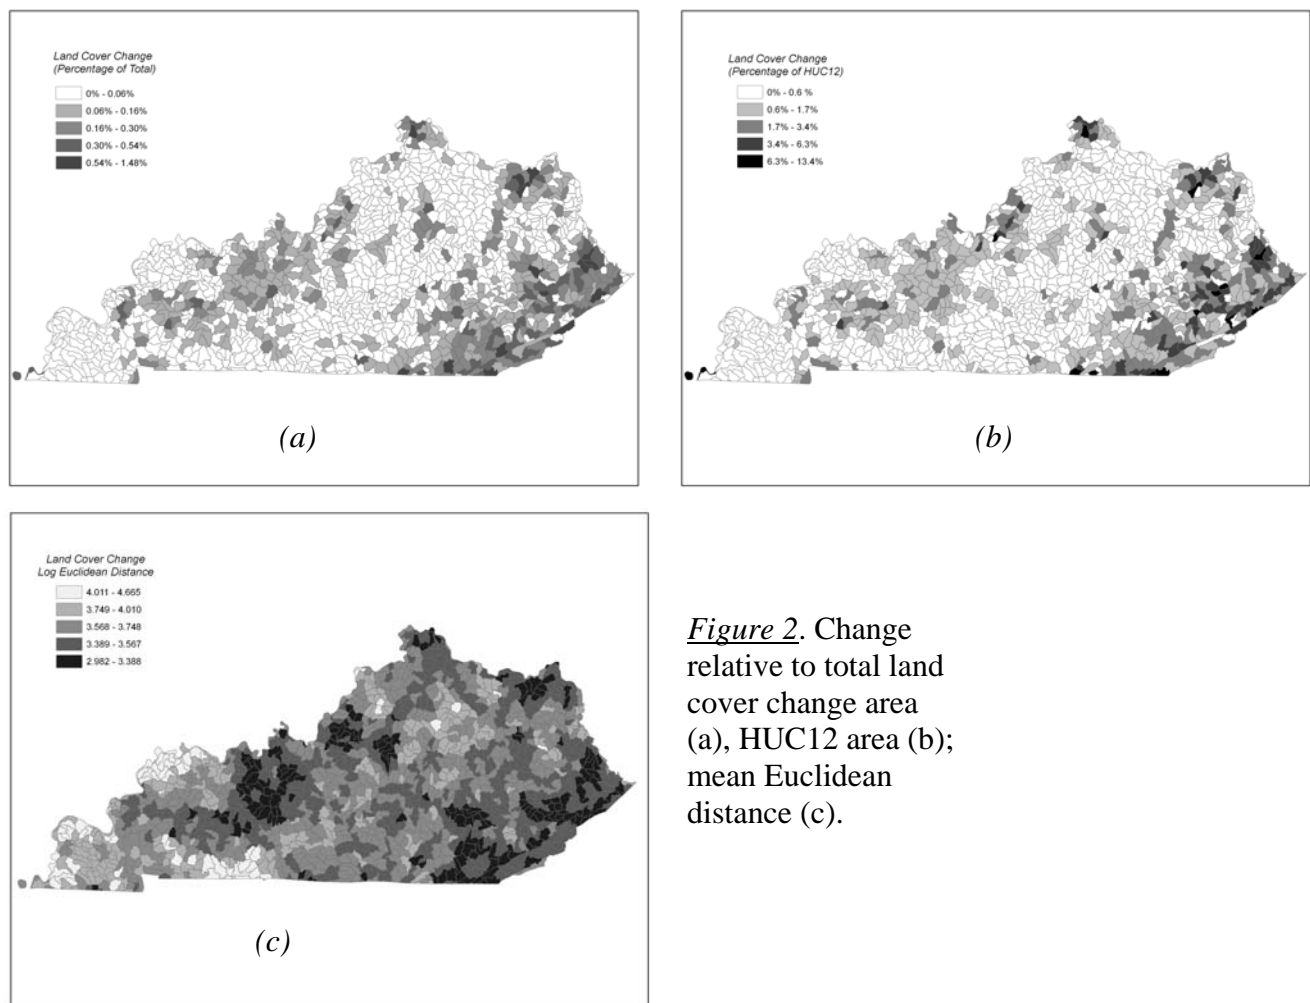 Land Cover Change
(Percentage of Total)
0% - 0.06%
0.06% - 0.16%
0.16% - 0.30%
0.30% - 0.54%
0.54% - 1.48%
(a)
Land Cover Change
(Percentage of HUC12)
0% - 0.6 %
0.6% - 1.7%
1.7% - 3.4%
3.4% - 6.3%
6.3% - 13.4%
(b)
Land Cover Change
Log Euclidean Distance
4.011 - 4.665
3.749 - 4.010
3.568 - 3.748
3.389 - 3.567
2.982 - 3.388
(c)
Figure 2. Change
relative to total land
cover change area
(a), HUC12 area (b);
mean Euclidean
distance (c).